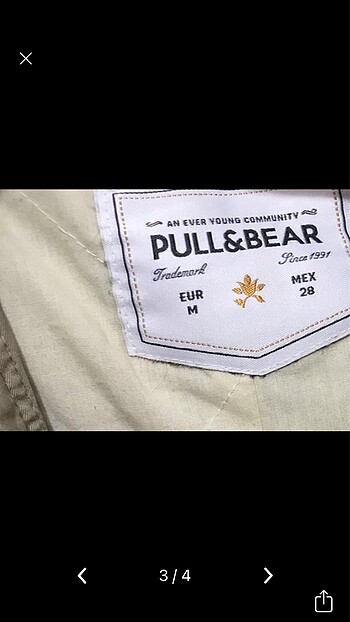 AN EVER YOUNG COMMUNITY
PULL&BEAR
Trademark
Since 1991
EUR
M
MEX
28
3 / 4